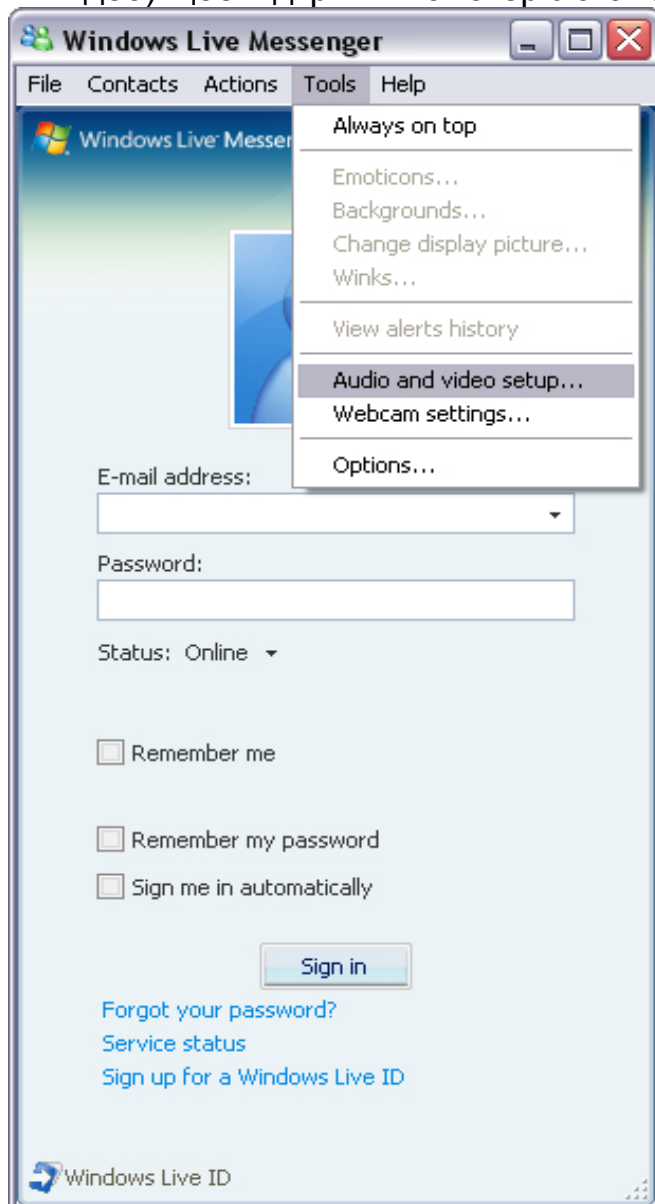 Windows Live Messenger
File Contacts Actions Tools Help
Windows Live Messen
Always on top
Emoticons...
Backgrounds...
Change display picture...
Winks...
View alerts history
Audio and video setup...
Webcam settings...
Options...
E-mail address:
Password:
Status: Online
Remember me
Remember my password
Sign me in automatically
Sign in
Forgot your password?
Service status
Sign up for a Windows Live ID
Windows Live ID